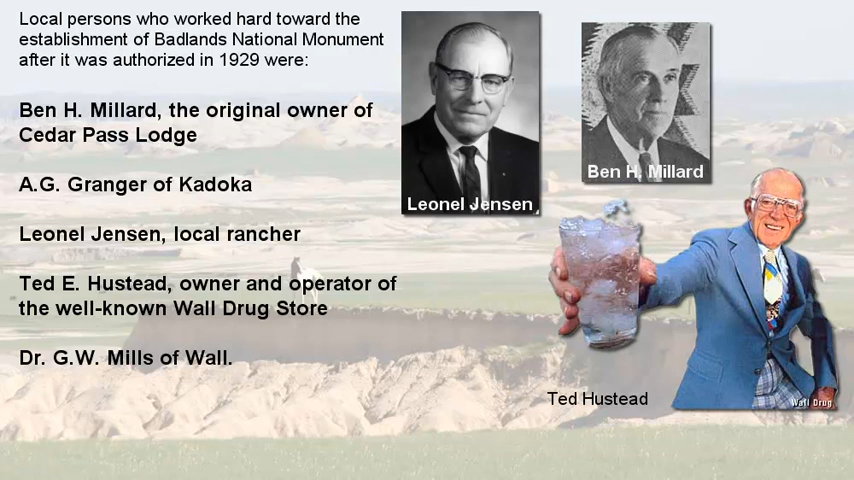 Local persons who worked hard toward the
establishment of Badlands National Monument
after it was authorized in 1929 were:
Ben H. Millard, the original owner of
Cedar Pass Lodge
A.G. Granger of Kadoka
Leonel Jensen, local rancher
Ted E. Hustead, owner and operator of
the well-known Wall Drug Store
Dr. G.W. Mills of Wall.
Leonel Jensen
Ben H. Millard
Ted Hustead
Wall Drug